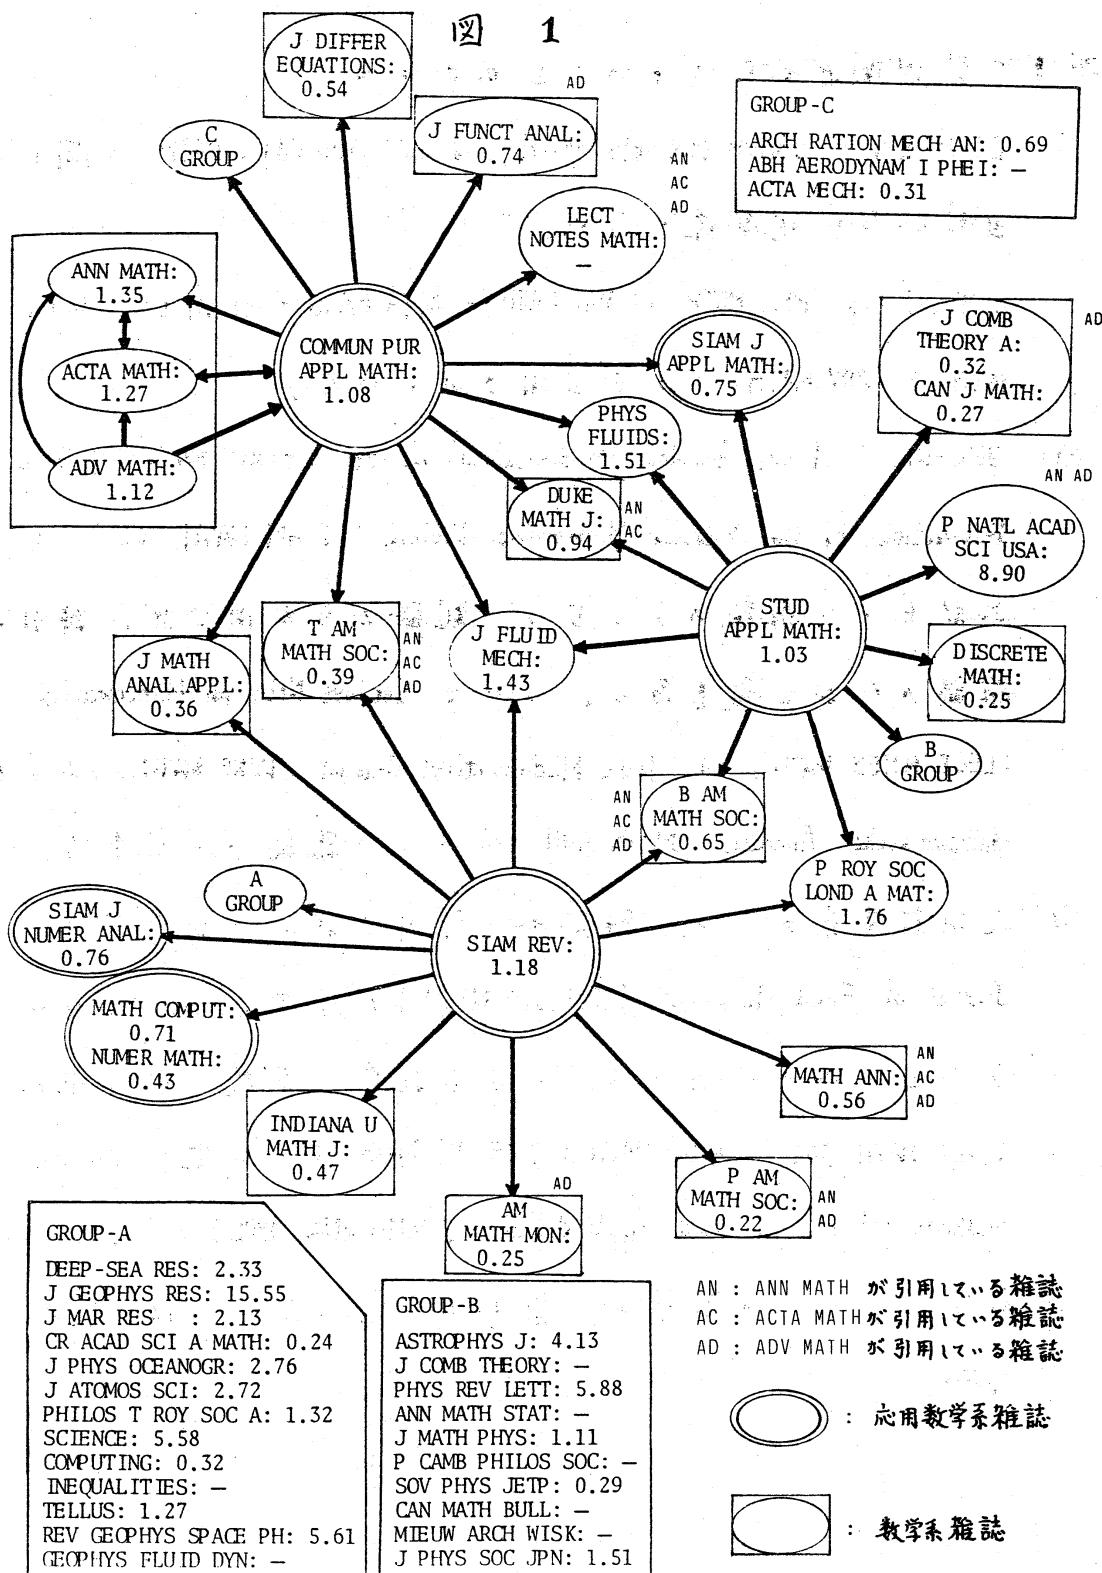 図 1
J DIFFER
EQUATIONS:
0.54
AD
J FUNCT ANAL:
0.74
C
GROUP
AN
AC
AD
LECT
NOTES MATH:
—
GROUP-C
ARCH RATION MECH AN: 0.69
ABH AERODYNAM I PHEI: —
ACTA MECH: 0.31
ANN MATH:
1.35
ACTA MATH:
1.27
ADV MATH:
1.12
COMMUN PUR
APPL MATH:
1.08
SIAM J
APPL MATH:
0.75
J COMB
THEORY A:
0.32
CAN J MATH:
0.27
AD
PHYS
FLUIDS:
1.51
DUKE
MATH J:
0.94
AN
AC
AN AD
P NATL ACAD
SCI USA:
8.90
STUD
APPL MATH:
1.03
J MATH
ANAL APPL:
0.36
T AM
MATH SOC:
0.39
AN
AC
AD
J FLUID
MECH:
1.43
DISCRETE
MATH:
0.25
B
GROUP
AN
AC
AD
B AM
MATH SOC:
0.65
P ROY SOC
LOND A MAT:
1.76
A
GROUP
SIAM J
NUMER ANAL:
0.76
SIAM REV:
1.18
MATH COMPUT:
0.71
NUMER MATH:
0.43
MATH ANN:
0.56
AN
AC
AD
INDIANA U
MATH J:
0.47
AD
AM
MATH MON:
0.25
P AM
MATH SOC:
0.22
AN
AD
GROUP-A
DEEP-SEA RES: 2.33
J GEOPHYS RES: 15.55
J MAR RES : 2.13
CR ACAD SCI A MATH: 0.24
J PHYS OCEANOGR: 2.76
J ATOMOS SCI: 2.72
PHILOS T ROY SOC A: 1.32
SCIENCE: 5.58
COMPUTING: 0.32
INEQUALITIES: —
TELLUS: 1.27
REV GEOPHYS SPACE PH: 5.61
GEOPHYS FLUID DYN: —
GROUP-B
ASTROPHYS J: 4.13
J COMB THEORY: —
PHYS REV LETT: 5.88
ANN MATH STAT: —
J MATH PHYS: 1.11
P CAMB PHILOS SOC: —
SOV PHYS JETP: 0.29
CAN MATH BULL: —
MIEUW ARCH WISK: —
J PHYS SOC JPN: 1.51
AN : ANN MATH が引用している雑誌
AC : ACTA MATH が引用している雑誌
AD : ADV MATH が引用している雑誌
: 応用数学系雑誌
: 数学系雑誌